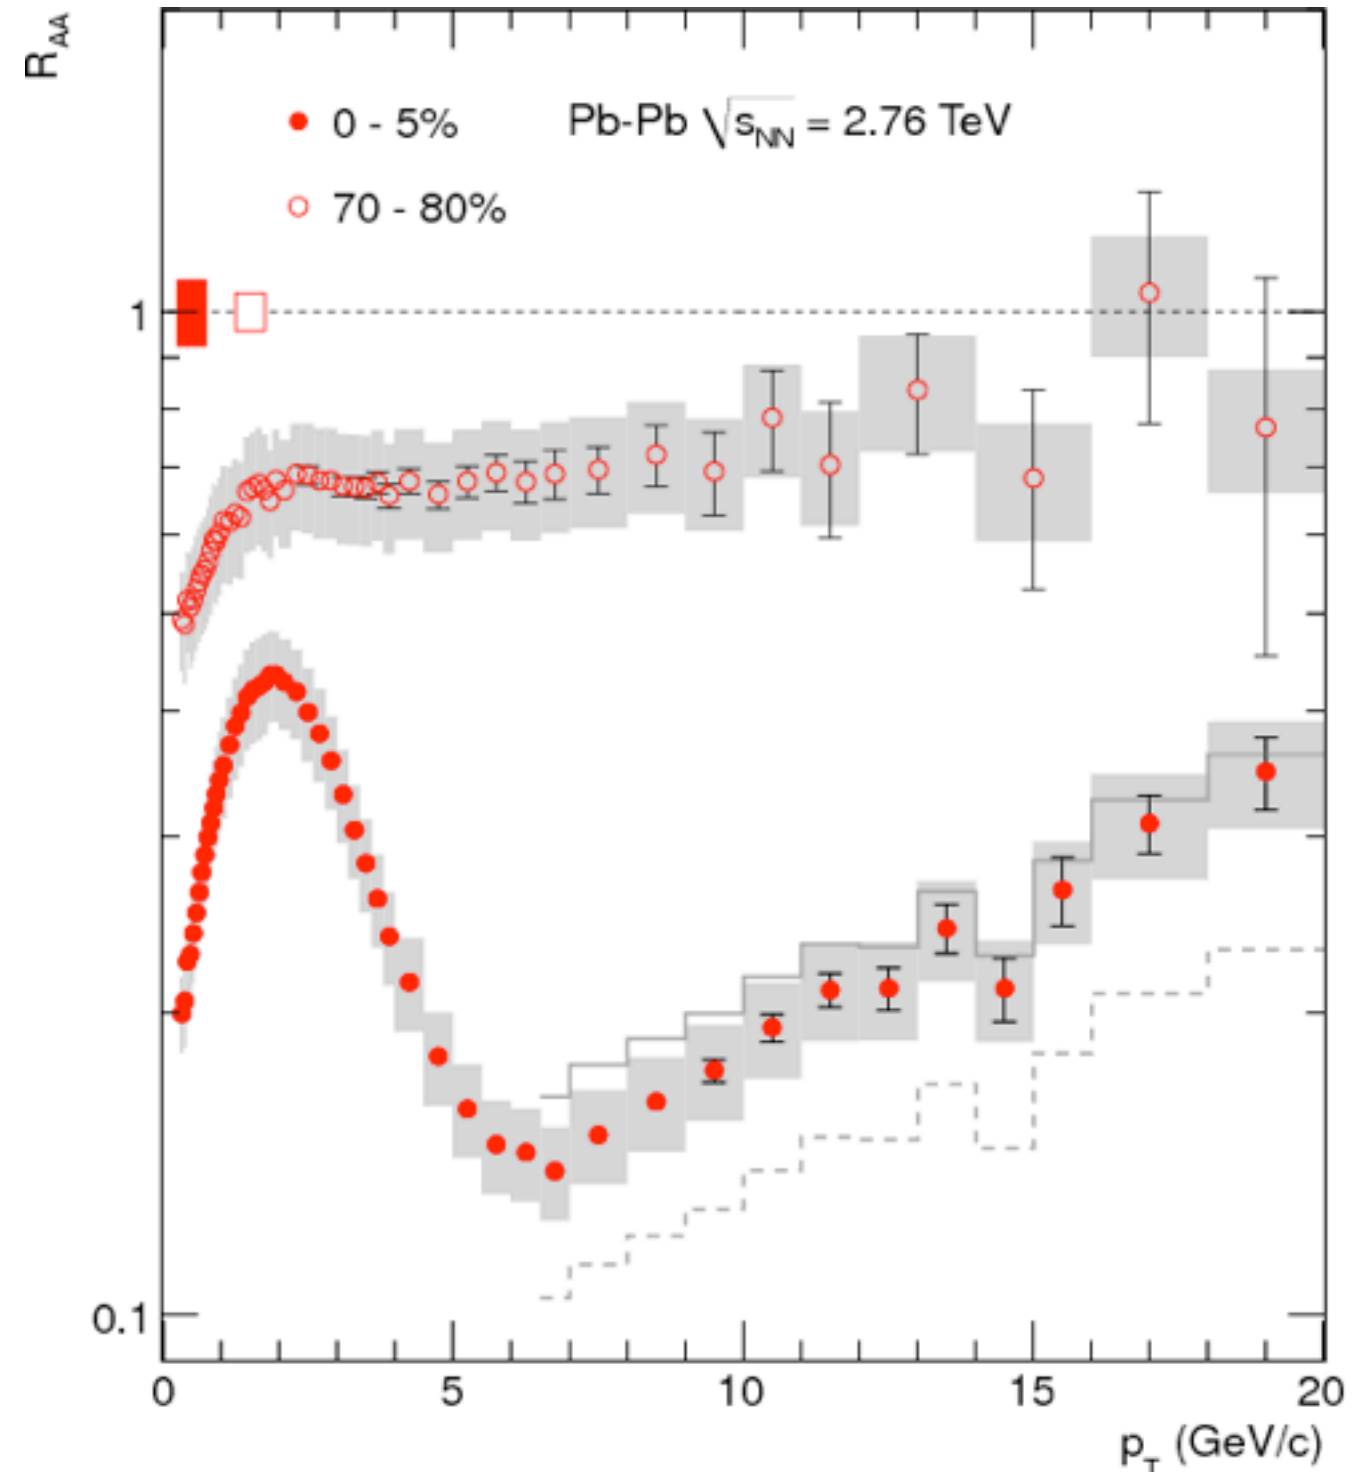 R_AA
0 - 5% Pb-Pb √s_NN = 2.76 TeV
70 - 80%
1
0.1
0 5 10 15 20
p_T (GeV/c)